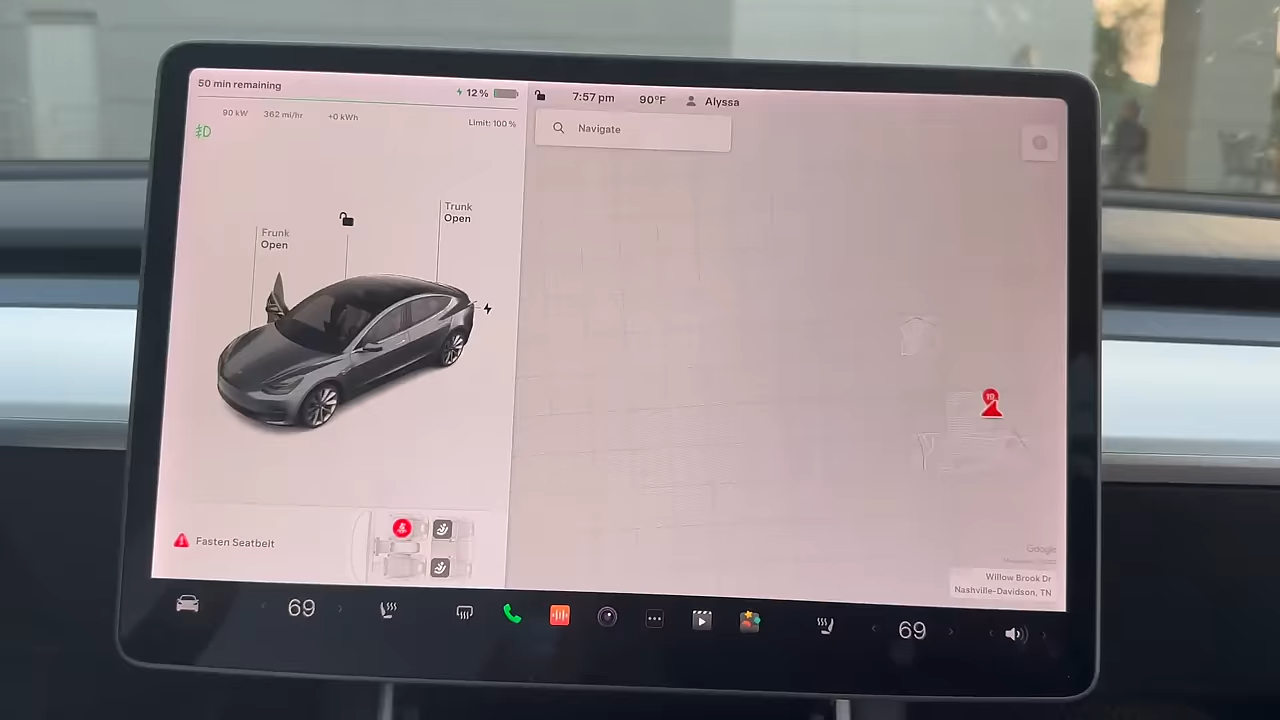 50 min remaining
12 %
90 kW 362 mi/hr +0 kWh
Limit: 100 %
Trunk
Open
Frunk
Open
Fasten Seatbelt
7:57 pm 90°F Alyssa
Navigate
19
Google
Willow Brook Dr
Nashville-Davidson, TN
69
69